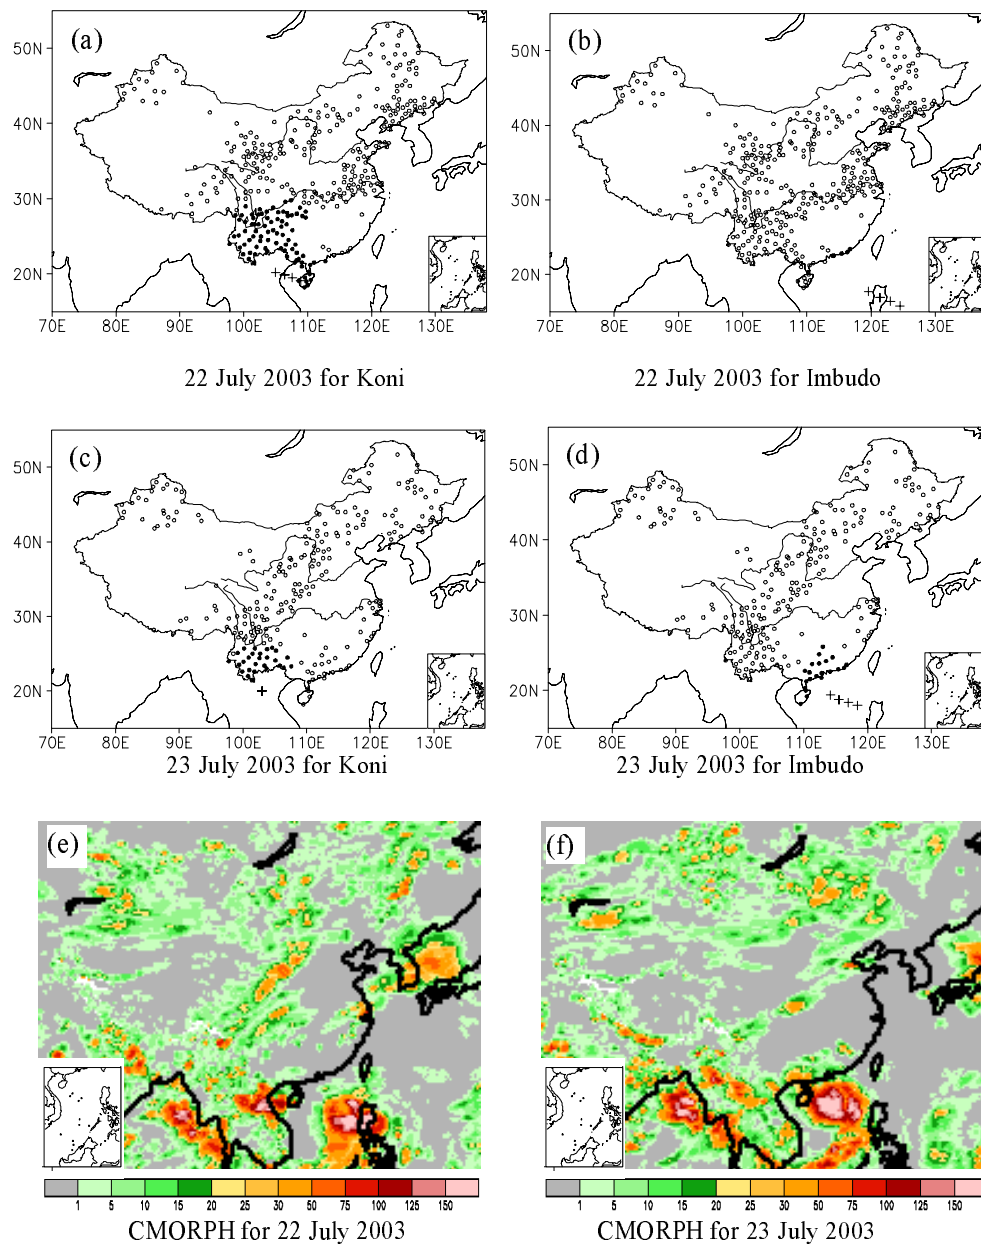 (a)
50N
40N
30N
20N
70E 80E 90E 100E 110E 120E 130E
22 July 2003 for Koni
(b)
50N
40N
30N
20N
70E 80E 90E 100E 110E 120E 130E
22 July 2003 for Imbudo
(c)
50N
40N
30N
20N
70E 80E 90E 100E 110E 120E 130E
23 July 2003 for Koni
(d)
50N
40N
30N
20N
70E 80E 90E 100E 110E 120E 130E
23 July 2003 for Imbudo
(e)
1 5 10 15 20 25 30 50 75 100 125 150
CMORPH for 22 July 2003
(f)
1 5 10 15 20 25 30 50 75 100 125 150
CMORPH for 23 July 2003